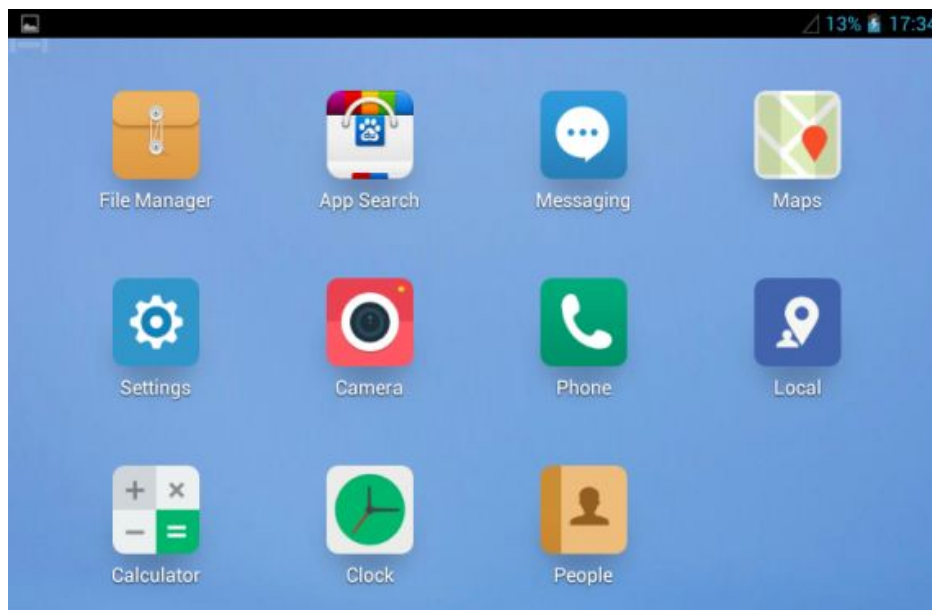 13% 17:34
File Manager
App Search
Messaging
Maps
Settings
Camera
Phone
Local
Calculator
Clock
People